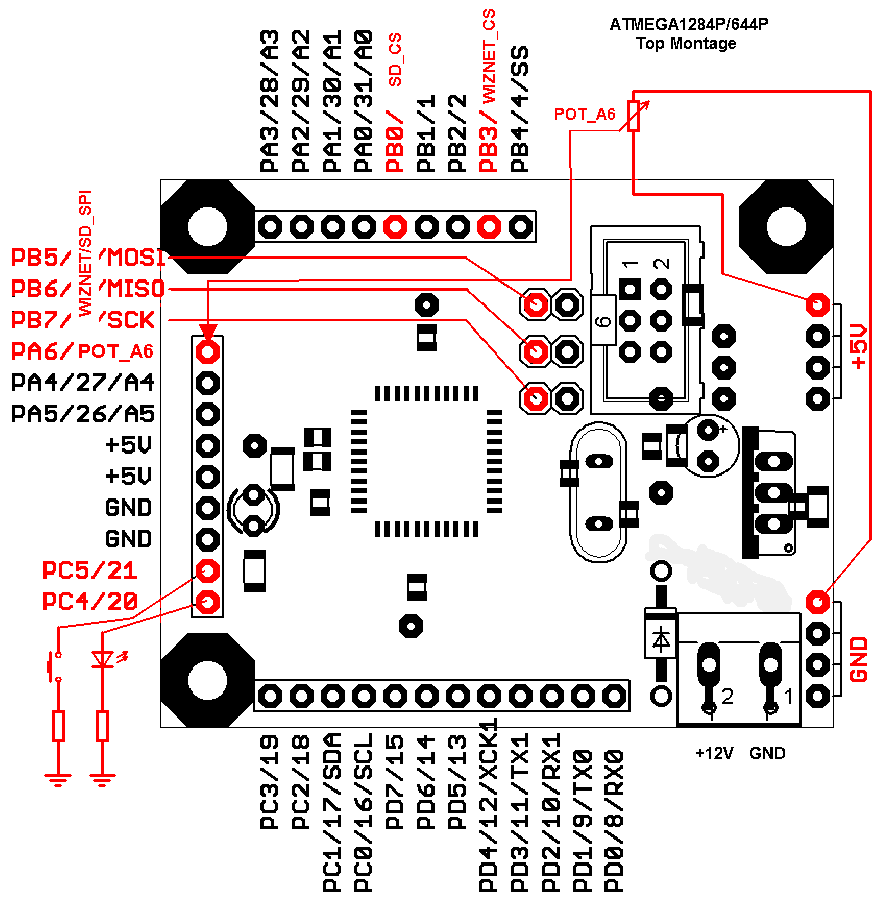 ATMEGA1284P/644P
Top Montage
PA3/28/A3
PA2/29/A2
PA1/30/A1
PA0/31/A0
PB0/ SD_CS
PB1/1
PB2/2
PB3/ WIZNET_CS
PB4/4/SS
POT_A6
WIZNET/SD_SPI
PB5/ /MOSI
PB6/ /MISO
PB7/ /SCK
PA6/POT_A6
PA4/27/A4
PA5/26/A5
+5V
+5V
GND
GND
PC5/21
PC4/20
1
2
6
+5V
+
GND
2
1
+12V GND
PC3/19
PC2/18
PC1/17/SDA
PC0/16/SCL
PD7/15
PD6/14
PD5/13
PD4/12/XCK1
PD3/11/TX1
PD2/10/RX1
PD1/9/TX0
PD0/8/RX0